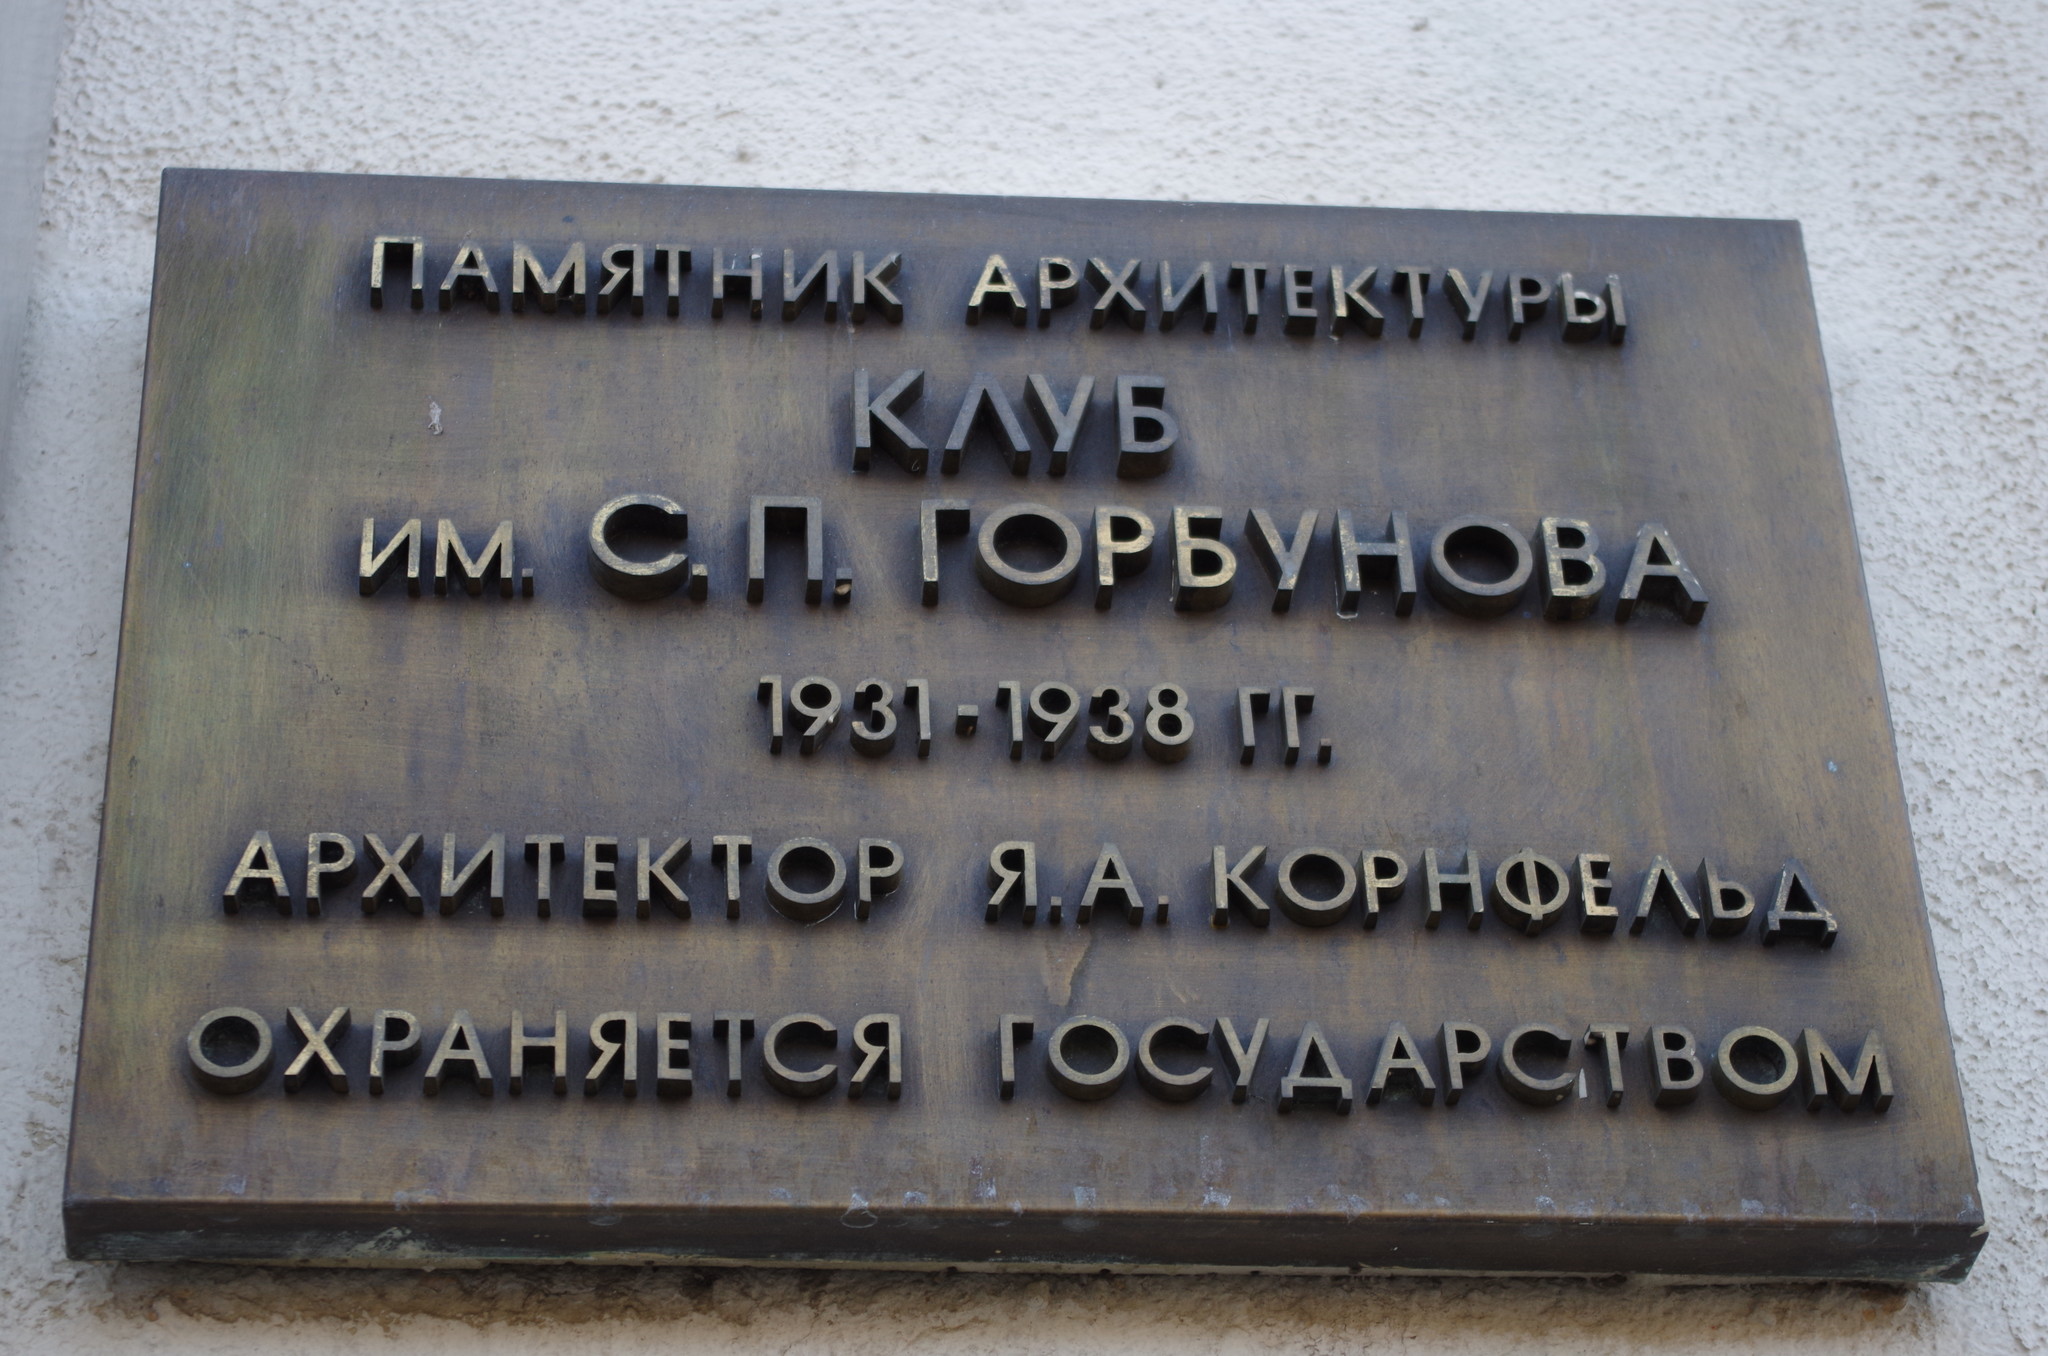 ПАМЯТНИК АРХИТЕКТУРЫ
КЛУБ
ИМ. С.П. ГОРБУНОВА
1931-1938 ГГ.
АРХИТЕКТОР Я.А. КОРНФЕЛЬД
ОХРАНЯЕТСЯ ГОСУДАРСТВОМ